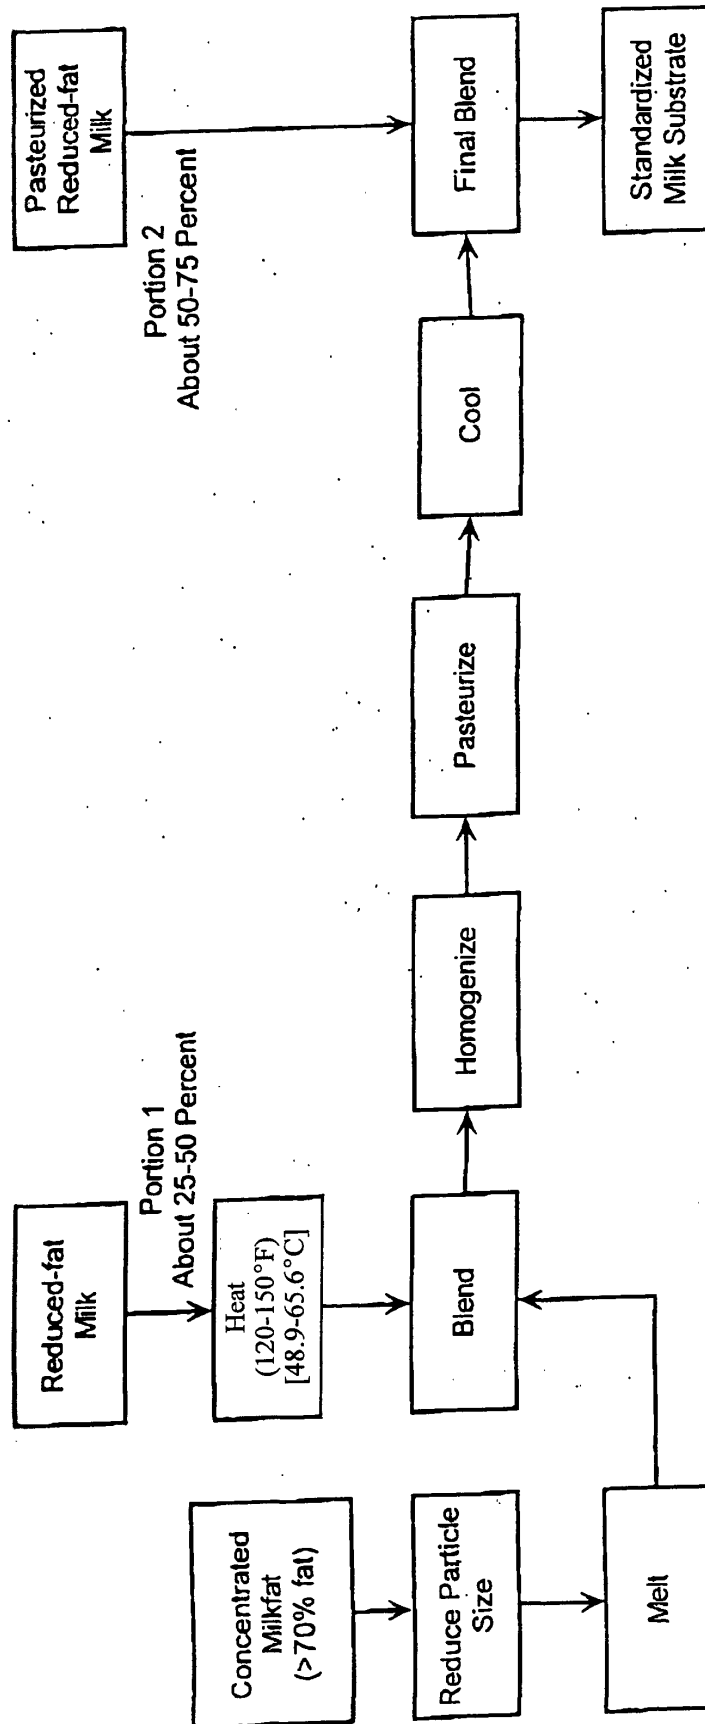 Concentrated
Milkfat
(>70% fat)
Reduce Particle
Size
Melt
Reduced-fat
Milk
Portion 1
About 25-50 Percent
Heat
(120-150°F)
[48.9-65.6°C]
Blend
Homogenize
Pasteurize
Cool
Pasteurized
Reduced-fat
Milk
Portion 2
About 50-75 Percent
Final Blend
Standardized
Milk Substrate